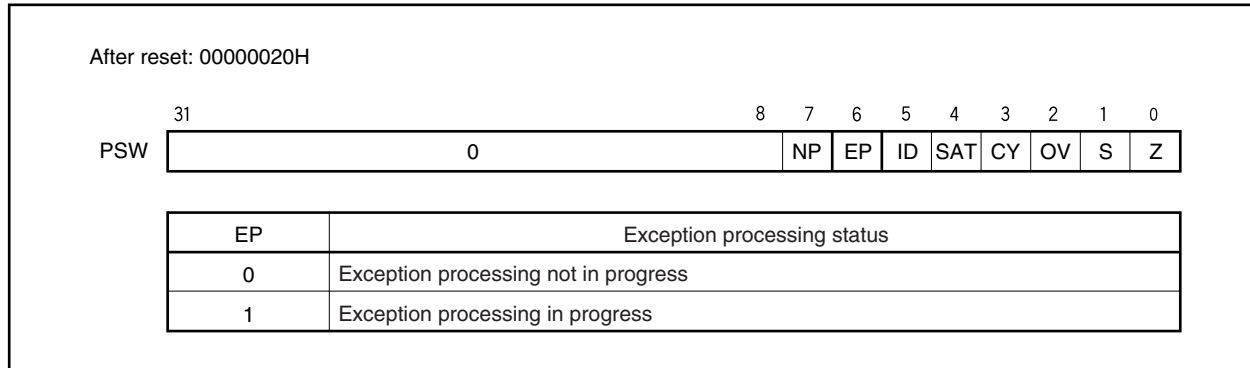 After reset: 00000020H
31 8 7 6 5 4 3 2 1 0
PSW 0 NP EP ID SAT CY OV S Z
EP Exception processing status
0 Exception processing not in progress
1 Exception processing in progress